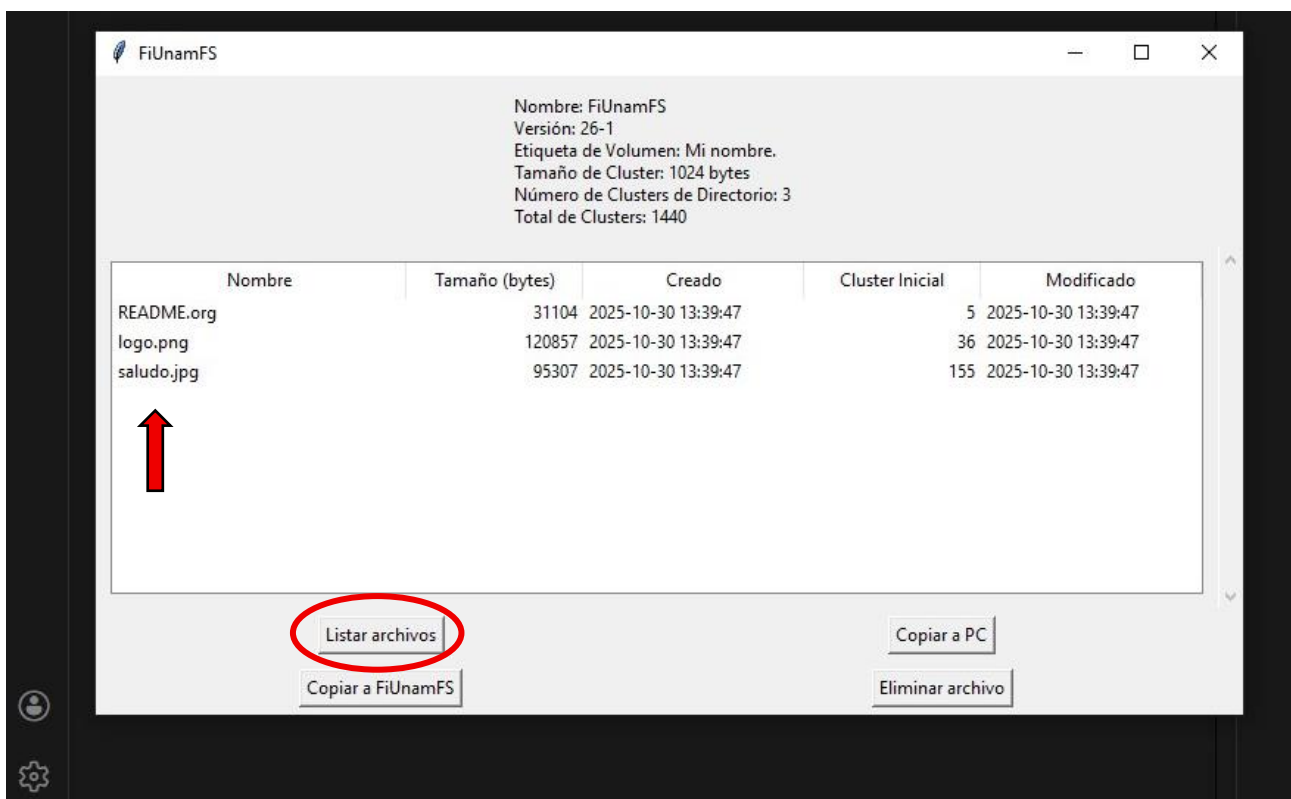 FiUnamFS
Nombre: FiUnamFS
Versión: 26-1
Etiqueta de Volumen: Mi nombre.
Tamaño de Cluster: 1024 bytes
Número de Clusters de Directorio: 3
Total de Clusters: 1440
Nombre Tamaño (bytes) Creado Cluster Inicial Modificado
README.org 31104 2025-10-30 13:39:47 5 2025-10-30 13:39:47
logo.png 120857 2025-10-30 13:39:47 36 2025-10-30 13:39:47
saludo.jpg 95307 2025-10-30 13:39:47 155 2025-10-30 13:39:47
Listar archivos Copiar a PC
Copiar a FiUnamFS Eliminar archivo